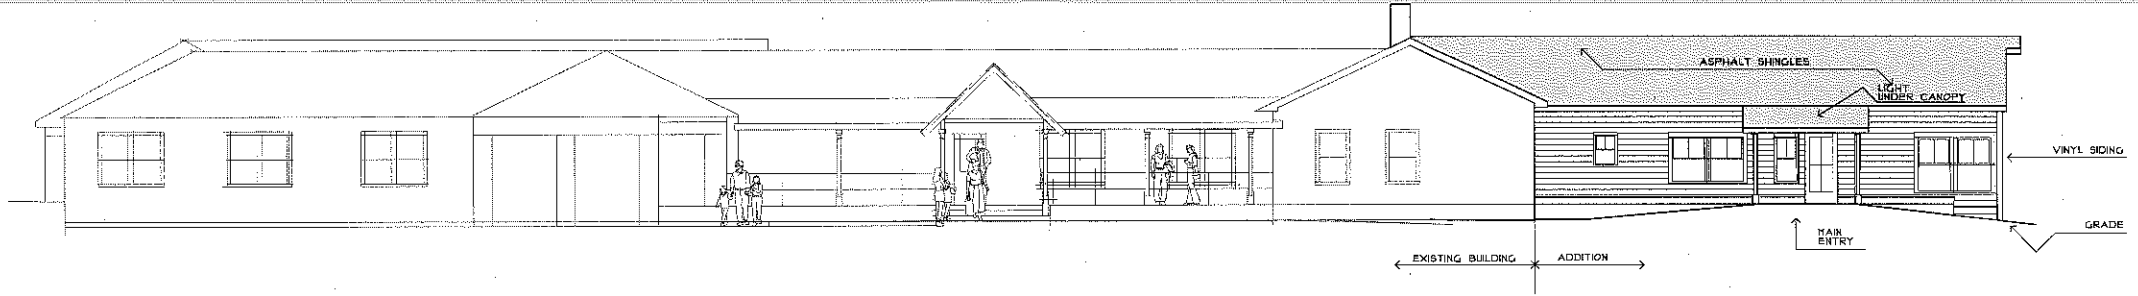 ASPHALT SHINGLES
LIGHT
UNDER CANOPY
VINYL SIDING
GRADE
MAIN
ENTRY
EXISTING BUILDING
ADDITION